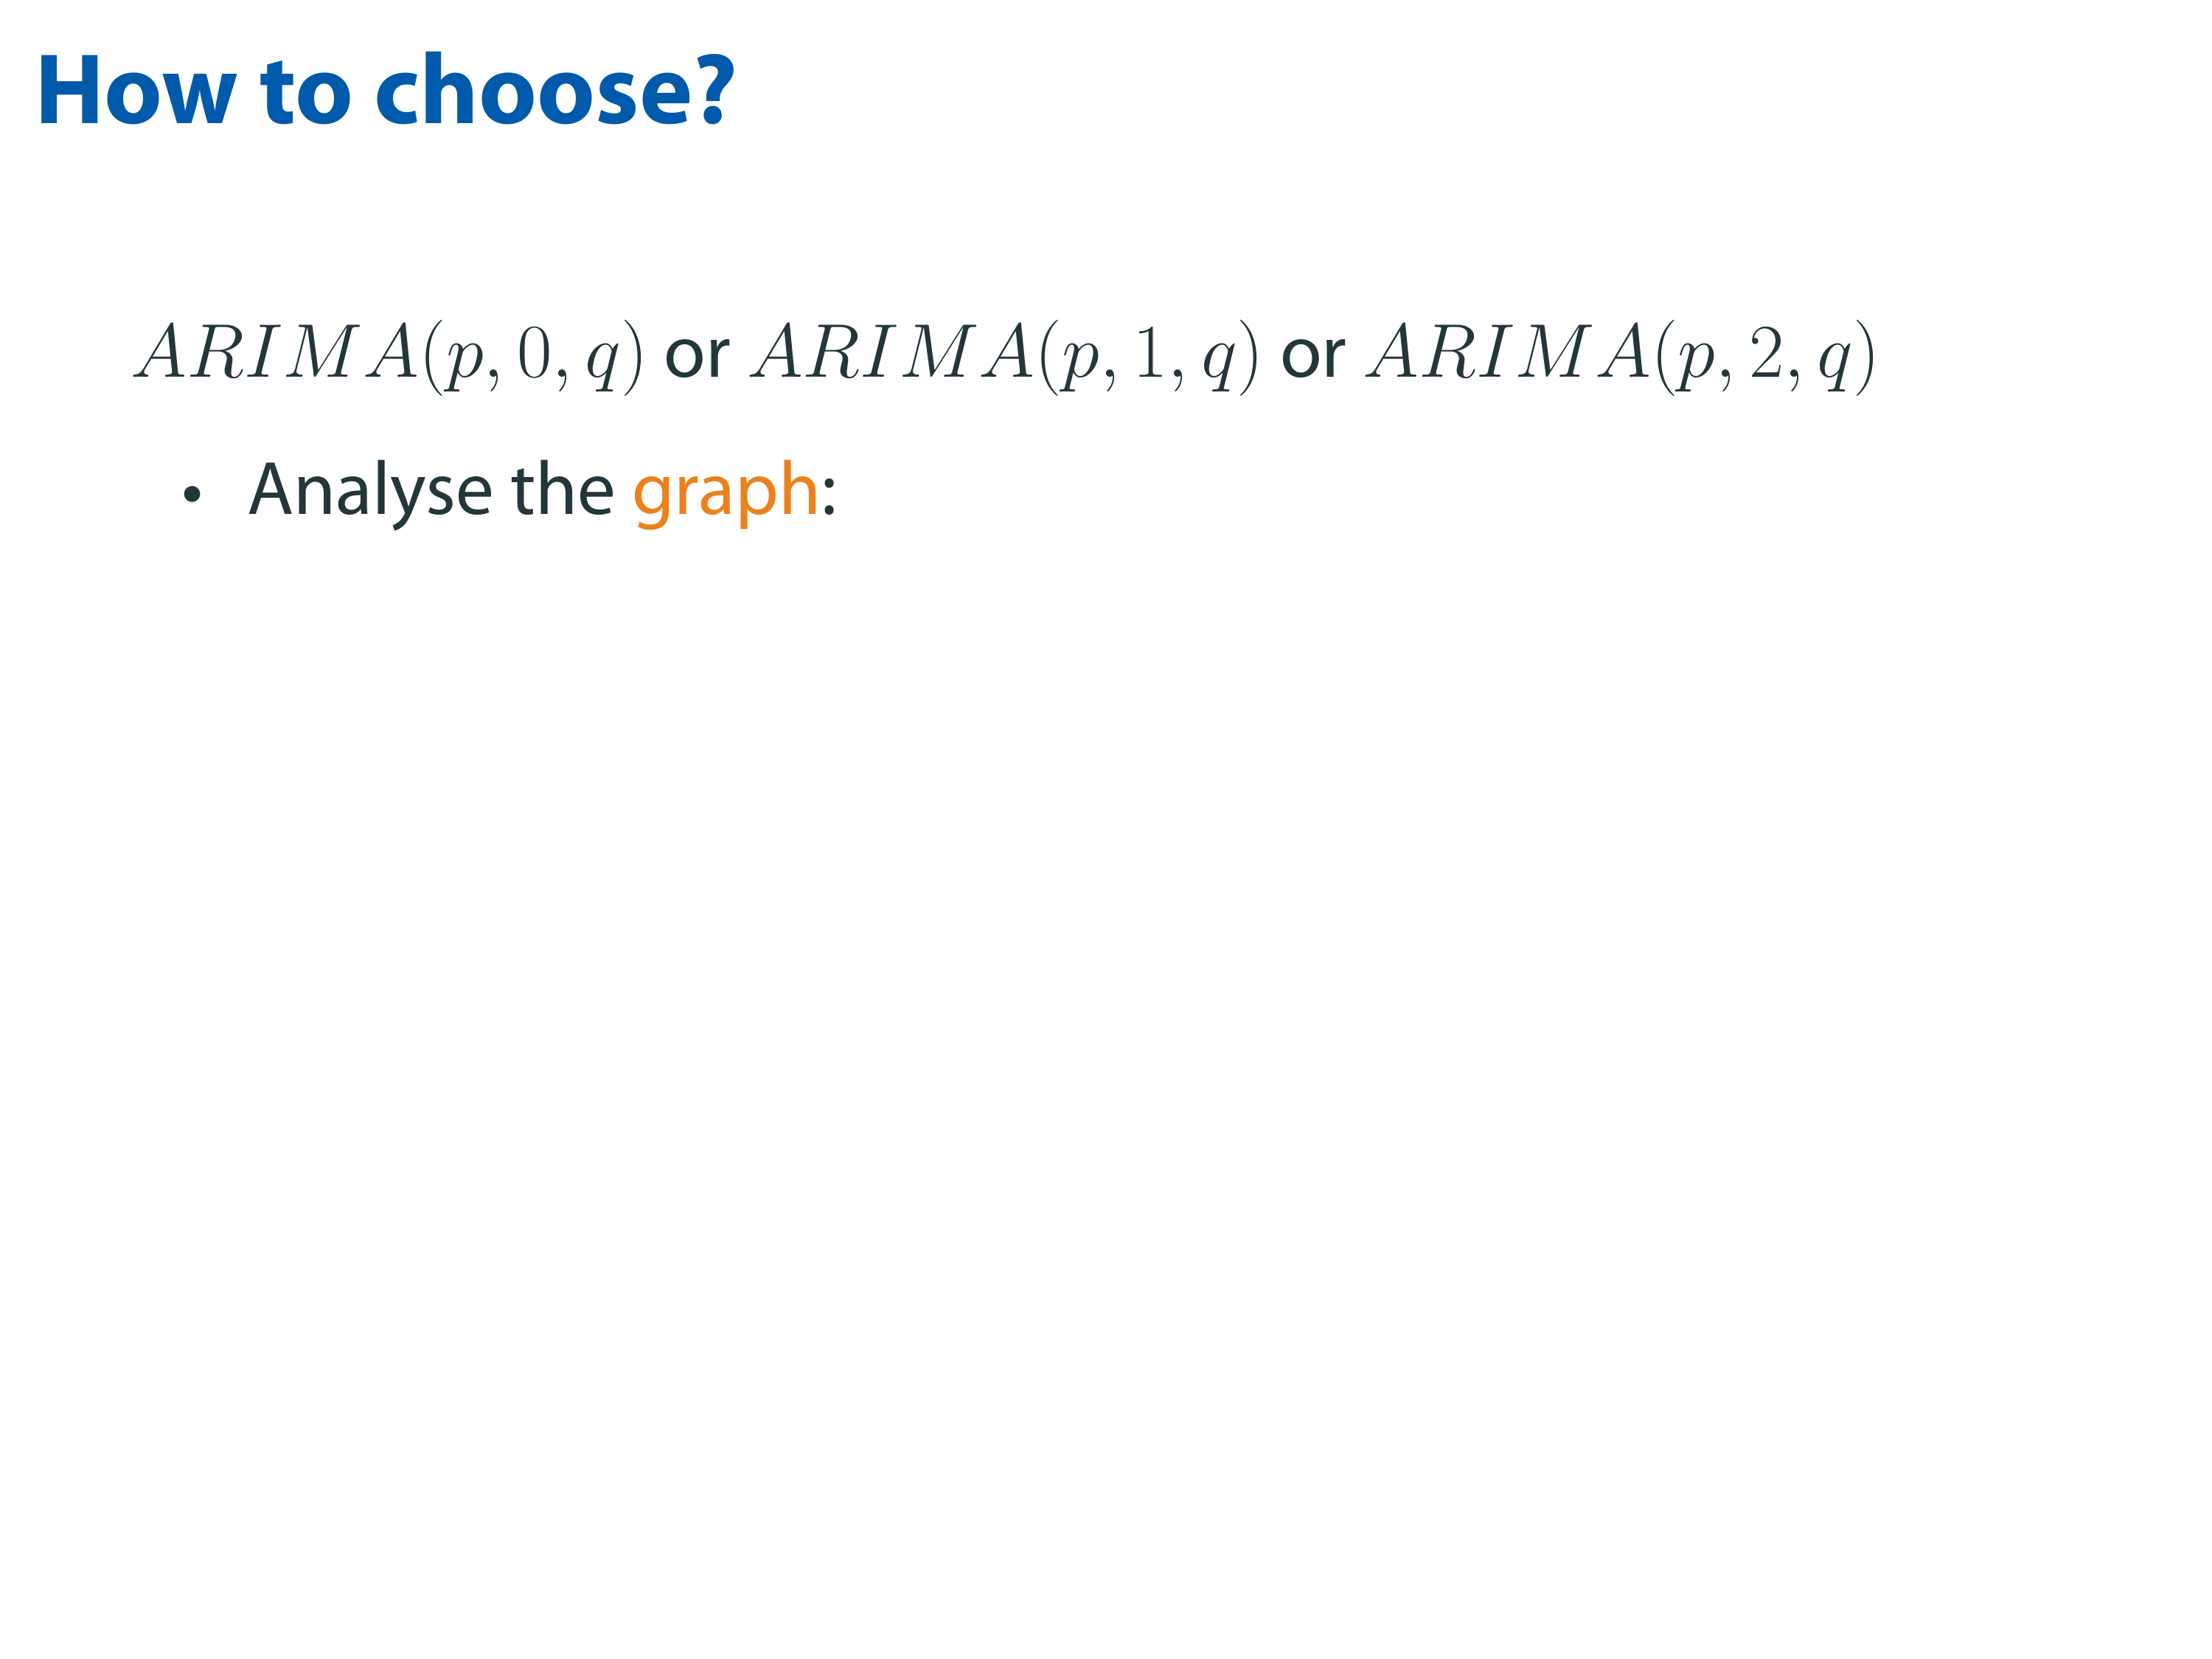 How to choose?
ARIMA(p, 0, q) or ARIMA(p, 1, q) or ARIMA(p, 2, q)
• Analyse the graph: